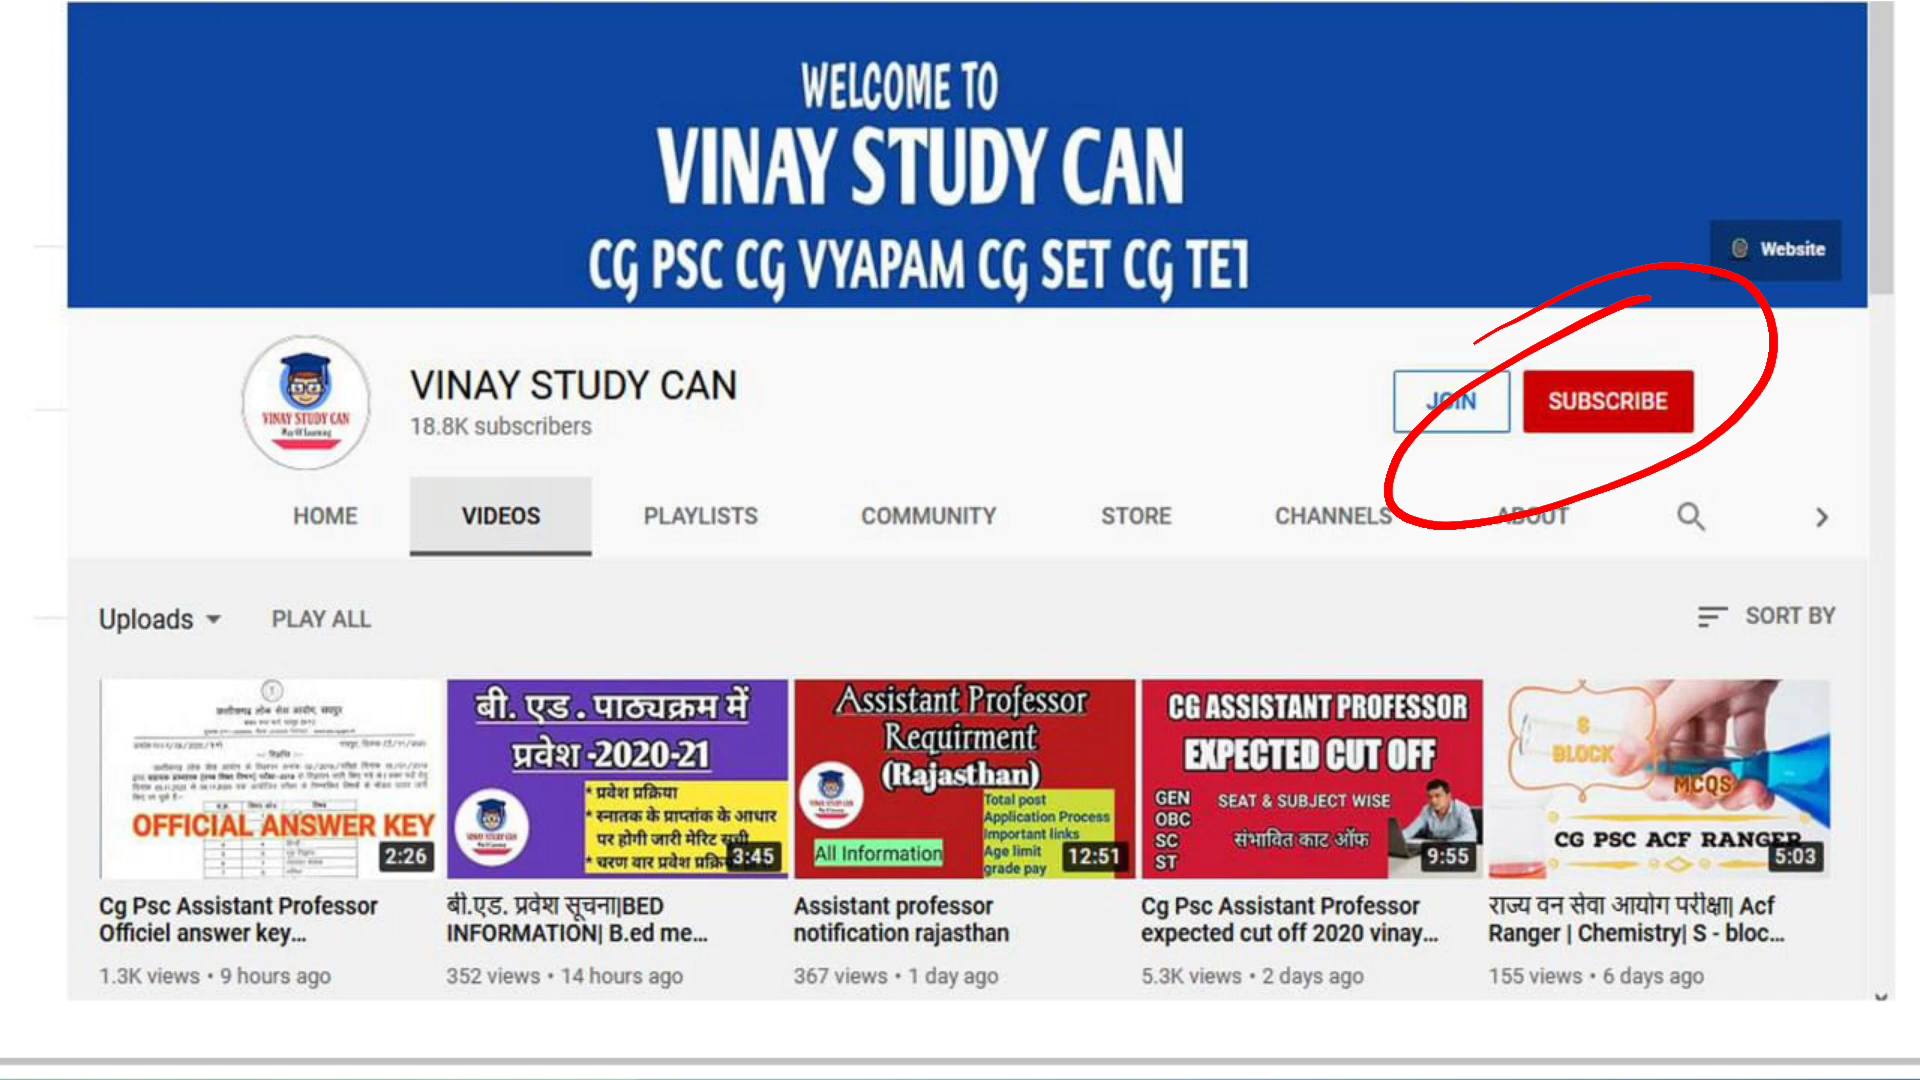 WELCOME TO
VINAY STUDY CAN
CG PSC CG VYAPAM CG SET CG TET
Website
VINAY STUDY CAN
VINAY STUDY CAN
18.8K subscribers
JOIN
SUBSCRIBE
HOME
VIDEOS
PLAYLISTS
COMMUNITY
STORE
CHANNELS
ABOUT
Uploads
PLAY ALL
SORT BY
OFFICIAL ANSWER KEY
2:26
बी. एड. पाठ्यक्रम में
प्रवेश -2020-21
* प्रवेश प्रक्रिया
* स्नातक के प्राप्तांक के आधार
पर होगी जारी मेरिट सूची
* चरण वार प्रवेश
3:45
Assistant Professor
Requirment
(Rajasthan)
Total post
Application Process
Important links
Age limit
grade pay
All Information
12:51
CG ASSISTANT PROFESSOR
EXPECTED CUT OFF
GEN
OBC
SC
ST
SEAT & SUBJECT WISE
संभावित काट ऑफ
9:55
S
BLOCK
MCQS
CG PSC ACF RANGER
5:03
Cg Psc Assistant Professor
Officiel answer key...
1.3K views • 9 hours ago
बी.एड. प्रवेश सूचना|BED
INFORMATION| B.ed me...
352 views • 14 hours ago
Assistant professor
notification rajasthan
367 views • 1 day ago
Cg Psc Assistant Professor
expected cut off 2020 vinay...
5.3K views • 2 days ago
राज्य वन सेवा आयोग परीक्षा| Acf
Ranger | Chemistry| S - bloc...
155 views • 6 days ago